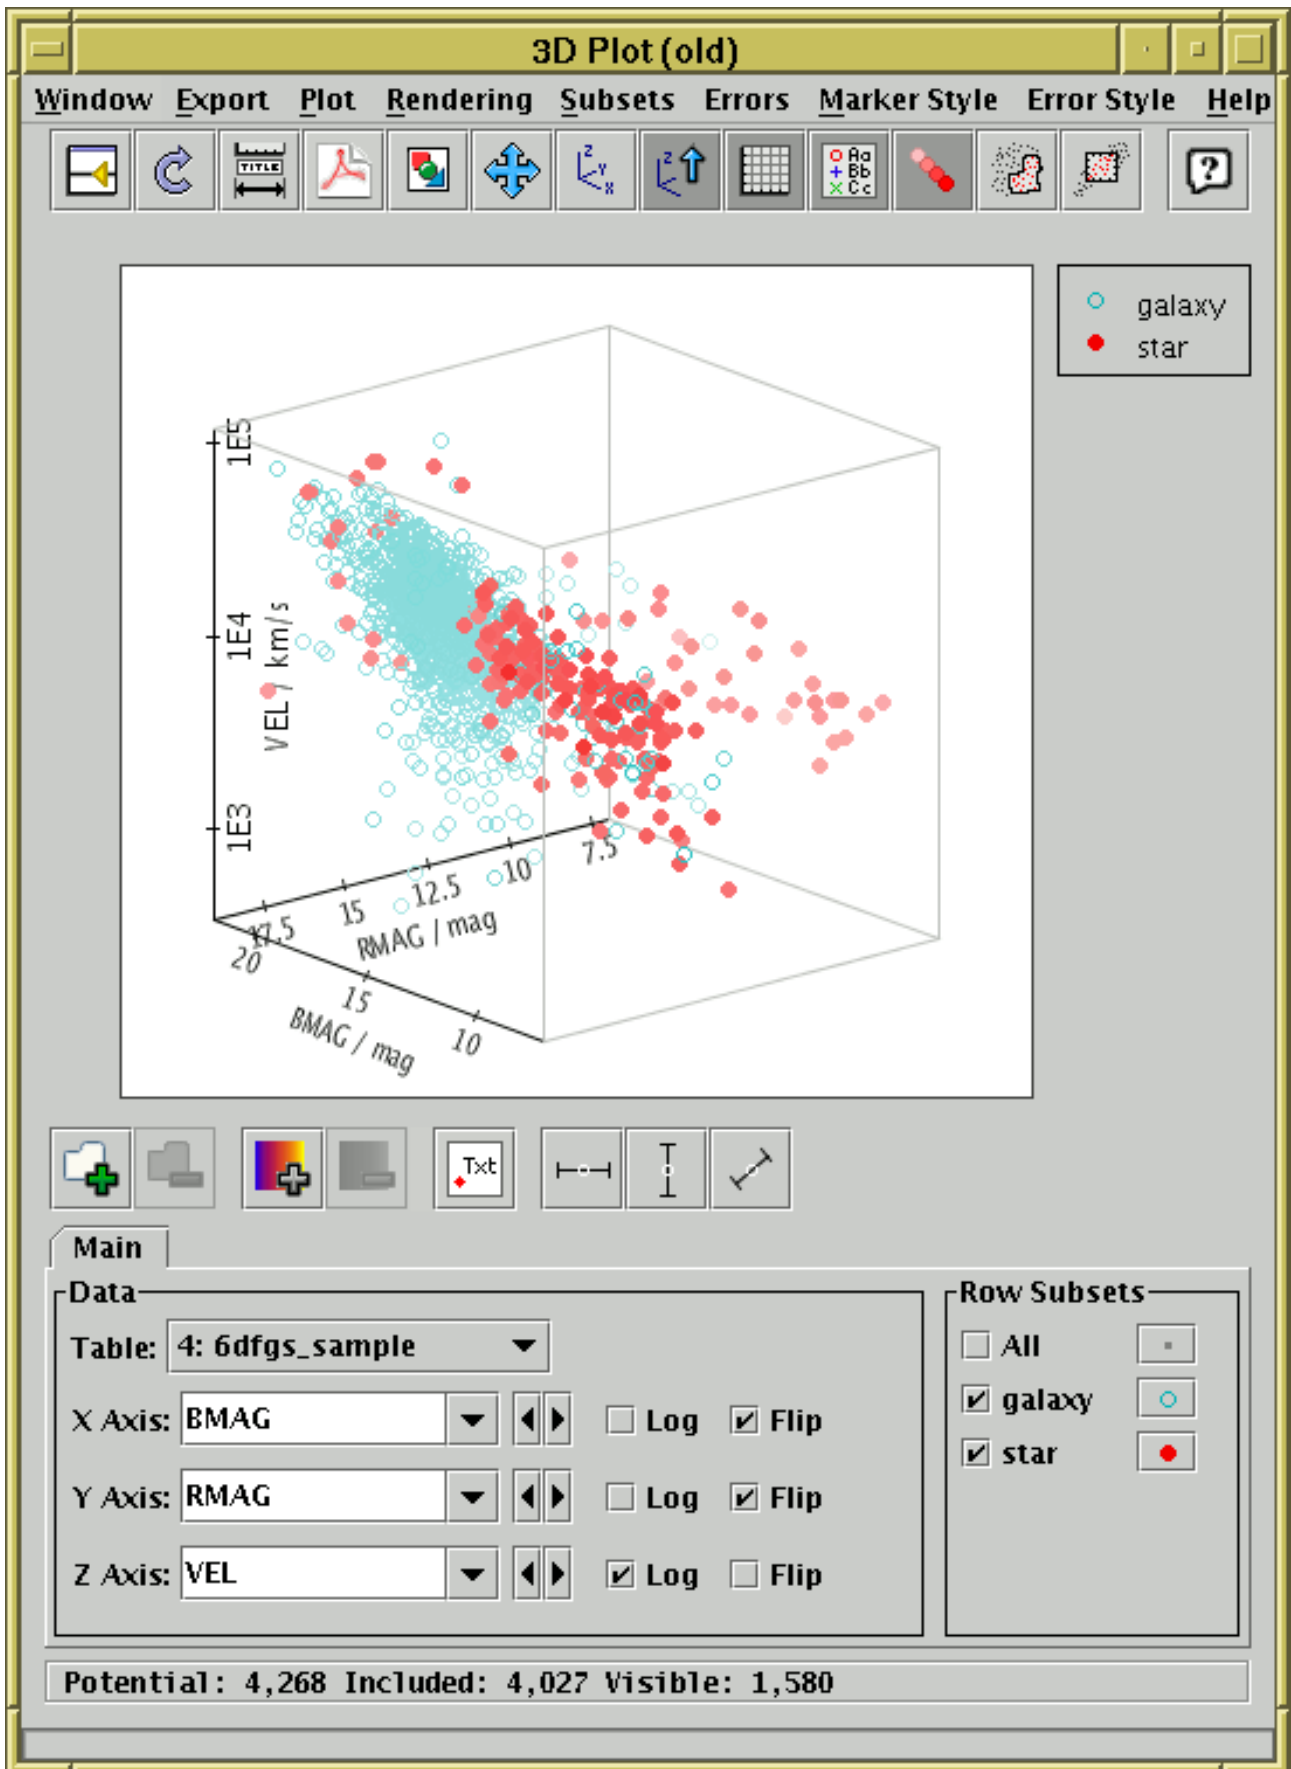 3D Plot (old)
Window Export Plot Rendering Subsets Errors Marker Style Error Style Help
TITLE
Z Y X
Z
Aa
Bb
Cc
?
galaxy
star
1E5
1E4
1E3
VEL / km/s
7.5
10
12.5
15
17.5
RMAG / mag
20
15
10
BMAG / mag
Txt
Main
Data
Row Subsets
Table: 4: 6dfgs_sample
All
X Axis: BMAG Log Flip
galaxy
star
Y Axis: RMAG Log Flip
Z Axis: VEL Log Flip
Potential: 4,268 Included: 4,027 Visible: 1,580